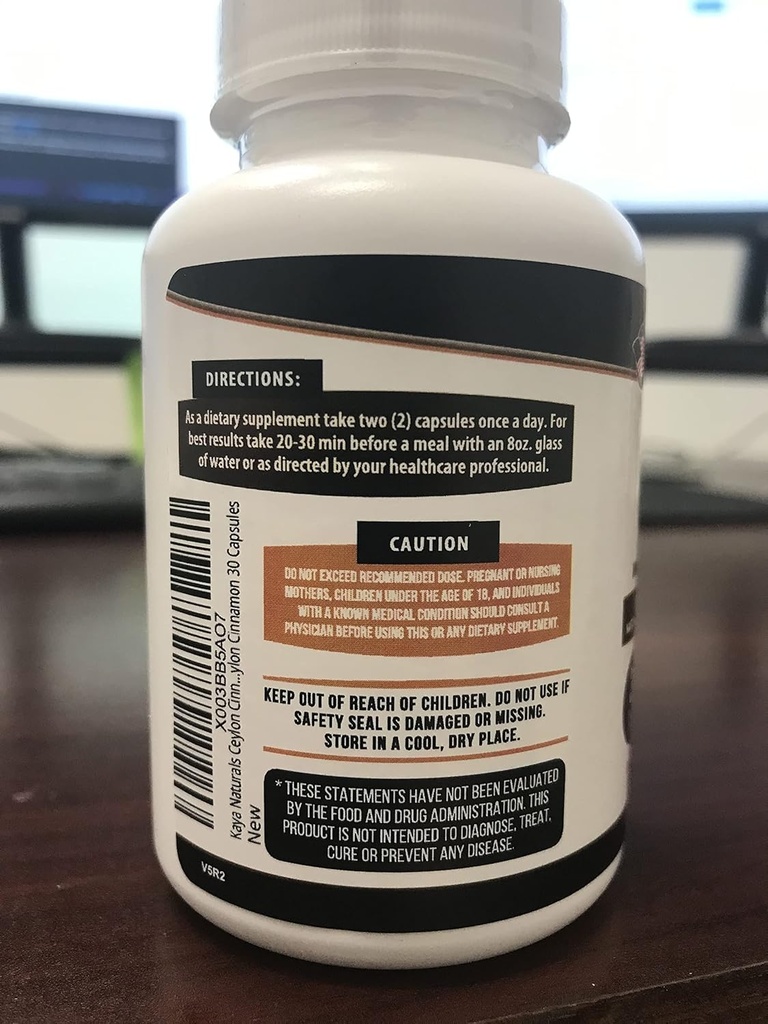 DIRECTIONS:
As a dietary supplement take two (2) capsules once a day. For
best results take 20-30 min before a meal with an 8oz. glass
of water or as directed by your healthcare professional.
CAUTION
DO NOT EXCEED RECOMMENDED DOSE. PREGNANT OR NURSING
MOTHERS, CHILDREN UNDER THE AGE OF 18, AND INDIVIDUALS
WITH A KNOWN MEDICAL CONDITION SHOULD CONSULT A
PHYSICIAN BEFORE USING THIS OR ANY DIETARY SUPPLEMENT.
KEEP OUT OF REACH OF CHILDREN. DO NOT USE IF
SAFETY SEAL IS DAMAGED OR MISSING.
STORE IN A COOL, DRY PLACE.
* THESE STATEMENTS HAVE NOT BEEN EVALUATED
BY THE FOOD AND DRUG ADMINISTRATION. THIS
PRODUCT IS NOT INTENDED TO DIAGNOSE, TREAT,
CURE OR PREVENT ANY DISEASE.
X003BB5AO7
Kaya Naturals Ceylon Cinn...ylon Cinnamon 30 Capsules
New
V5R2